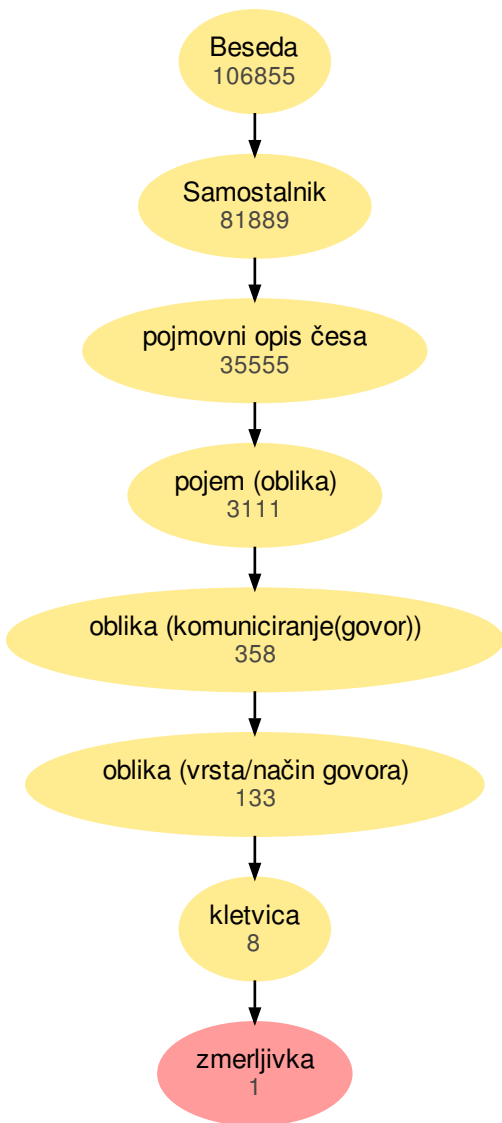 Beseda
106855
Samostalnik
81889
pojmovni opis česa
35555
pojem (oblika)
3111
oblika (komuniciranje(govor))
358
oblika (vrsta/način govora)
133
kletvica
8
zmerljivka
1